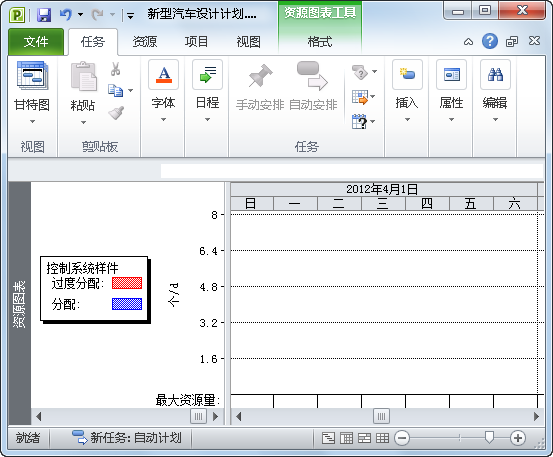 新型汽车设计计划....
资源图表工具
文件 任务 资源 项目 视图 格式
甘特图 粘贴 字体 日程 手动安排 自动安排 插入 属性 编辑
视图 剪贴板 任务
2012年4月1日
日 一 二 三 四 五 六
8
6.4
控制系统样件
过度分配:
分配:
4.8
个/d
3.2
1.6
资源图表
最大资源量:
就绪 新任务: 自动计划